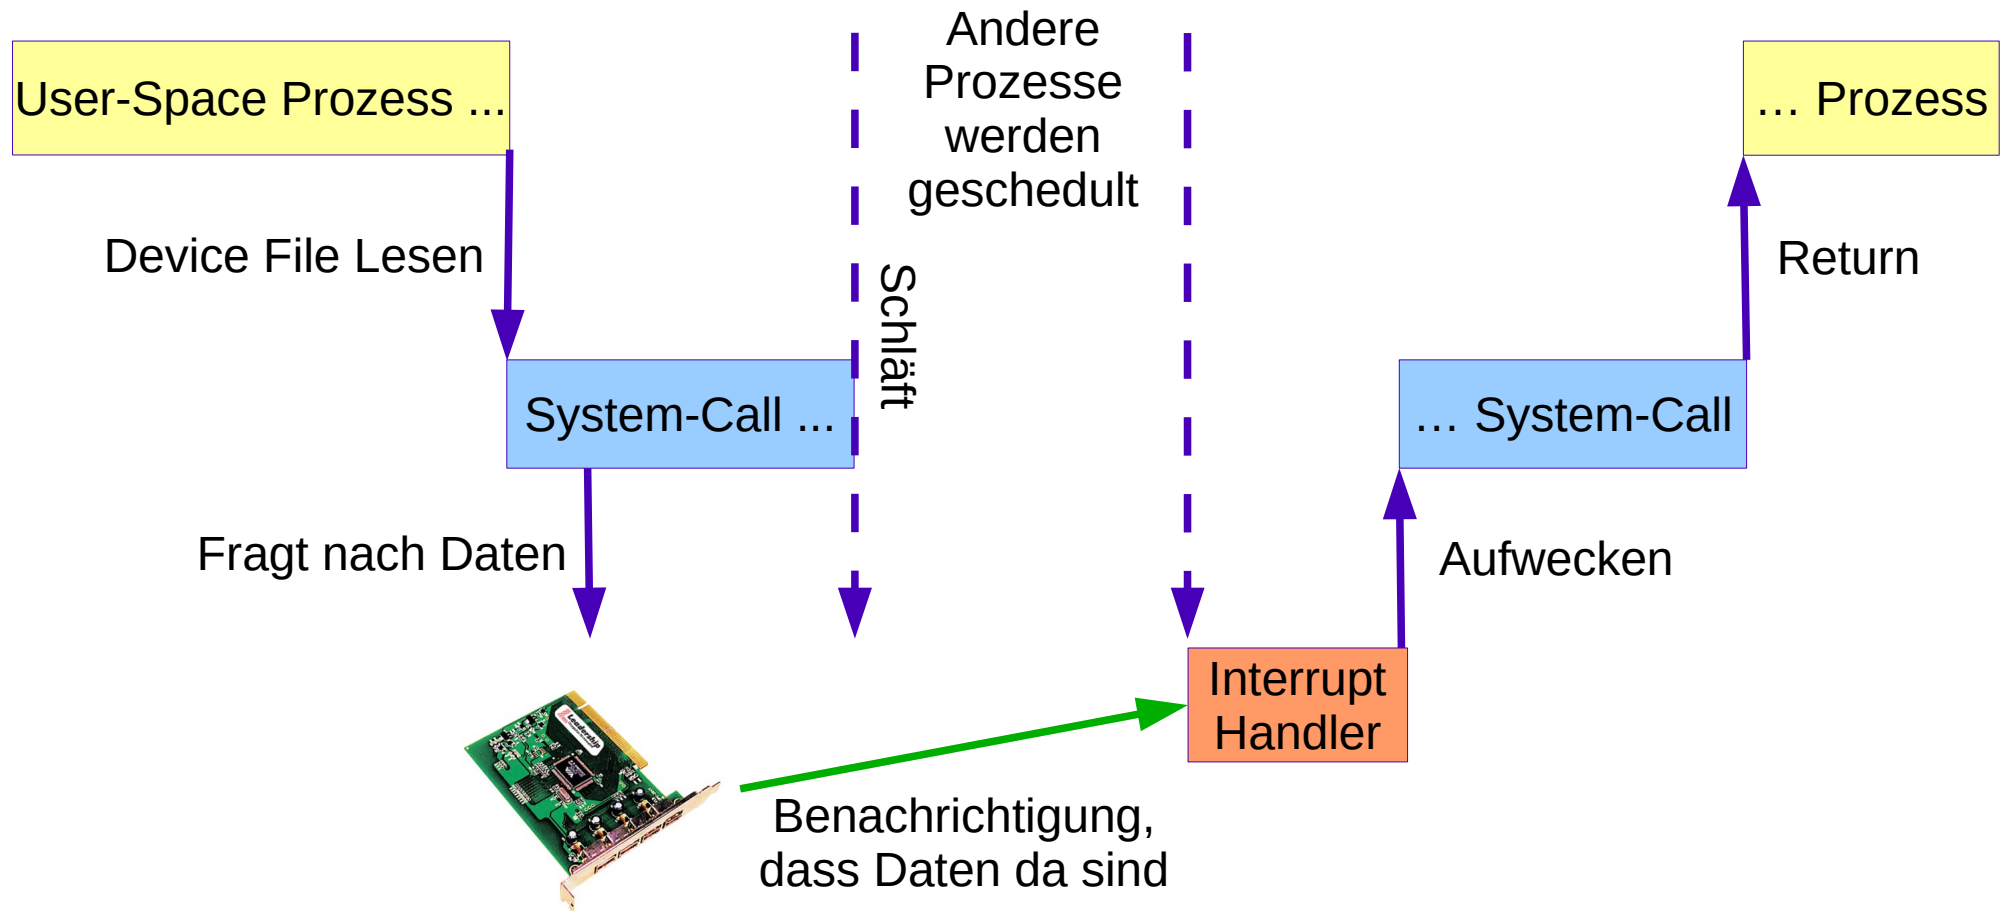 Andere
Prozesse
werden
geschedult
User-Space Prozess ...
… Prozess
Device File Lesen
Schläft
Return
System-Call ...
… System-Call
Fragt nach Daten
Aufwecken
Interrupt
Handler
Leadership
Benachrichtigung,
dass Daten da sind